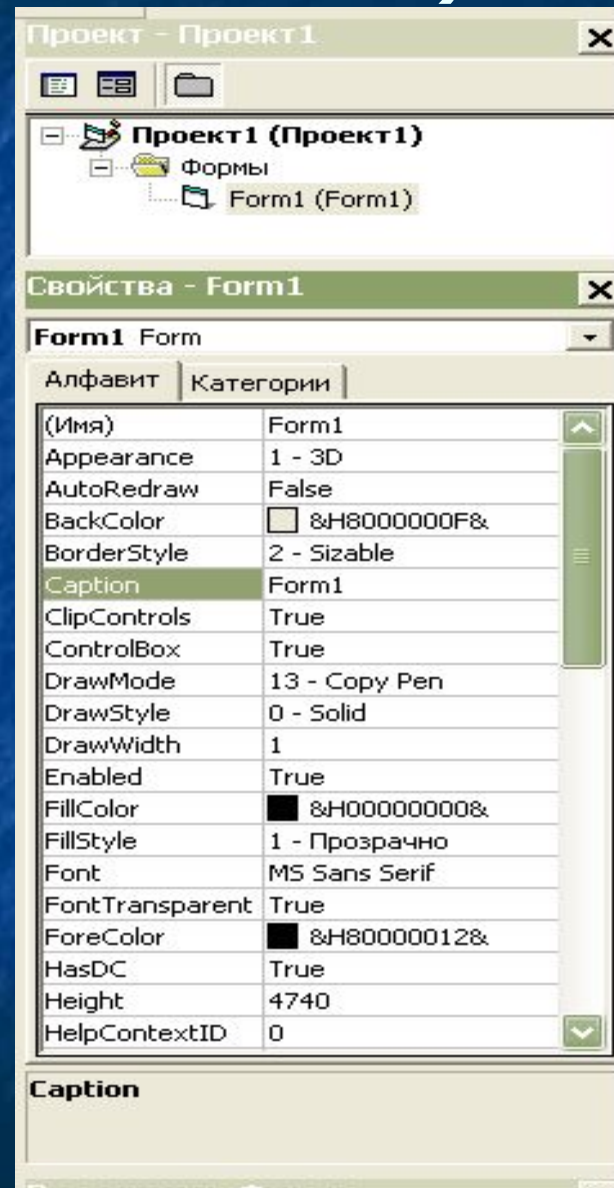 Проект - Проект1
Проект1 (Проект1)
Формы
Form1 (Form1)
Свойства - Form1
Form1 Form
Алфавит Категории
(Имя) Form1
Appearance 1 - 3D
AutoRedraw False
BackColor &H8000000F&
BorderStyle 2 - Sizable
Caption Form1
ClipControls True
ControlBox True
DrawMode 13 - Copy Pen
DrawStyle 0 - Solid
DrawWidth 1
Enabled True
FillColor &H00000000&
FillStyle 1 - Прозрачно
Font MS Sans Serif
FontTransparent True
ForeColor &H80000012&
HasDC True
Height 4740
HelpContextID 0
Caption